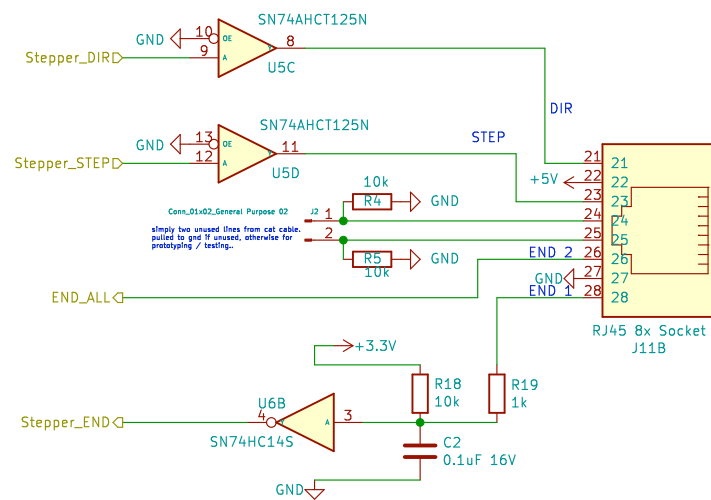 SN74AHCT125N
GND
10
OE
9
A
Y
8
Stepper_DIR
U5C
DIR
SN74AHCT125N
GND
13
OE
12
A
Y
11
Stepper_STEP
U5D
STEP
21
21
+5V
22
22
23
23
24
24
25
25
END_2
26
26
GND
27
27
END_1
28
28
RJ45 8x Socket
J11B
10k
R4
GND
Conn_01x02_General Purpose 02
J2
1
2
simply two unused lines from cat cable.
pulled to gnd if unused, otherwise for
prototyping / testing..
R5
10k
GND
END_ALL
+3.3V
R18
10k
R19
1k
U6B
4
3
A
Stepper_END
SN74HC14S
C2
0.1uF 16V
GND